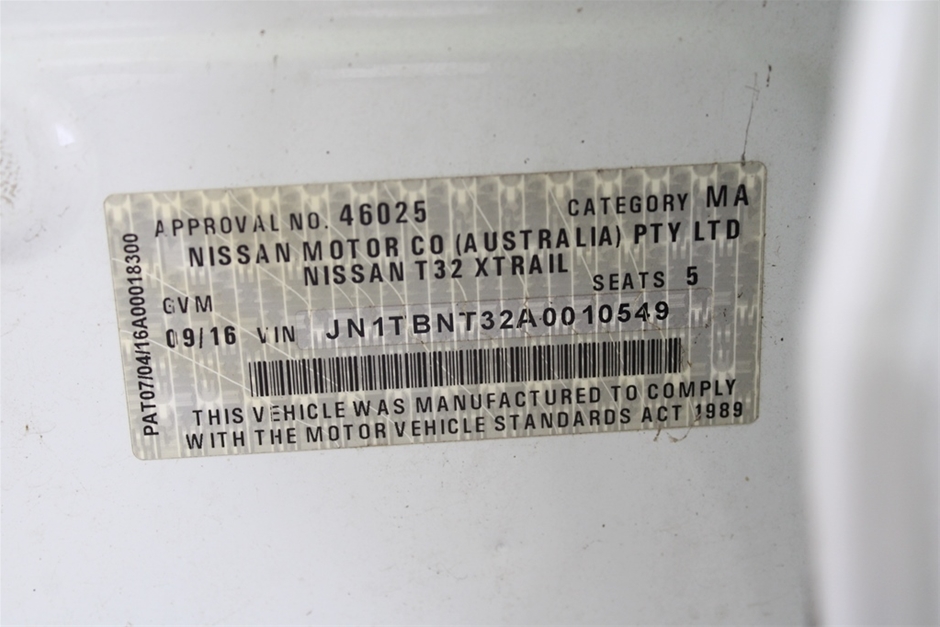 APPROVAL NO. 46025 CATEGORY MA
NISSAN MOTOR CO (AUSTRALIA) PTY LTD
NISSAN T32 XTRAIL
GVM SEATS 5
09/16 VIN JN1TBNT32A0010549
THIS VEHICLE WAS MANUFACTURED TO COMPLY
WITH THE MOTOR VEHICLE STANDARDS ACT 1989
PAT07/04/16A00018300